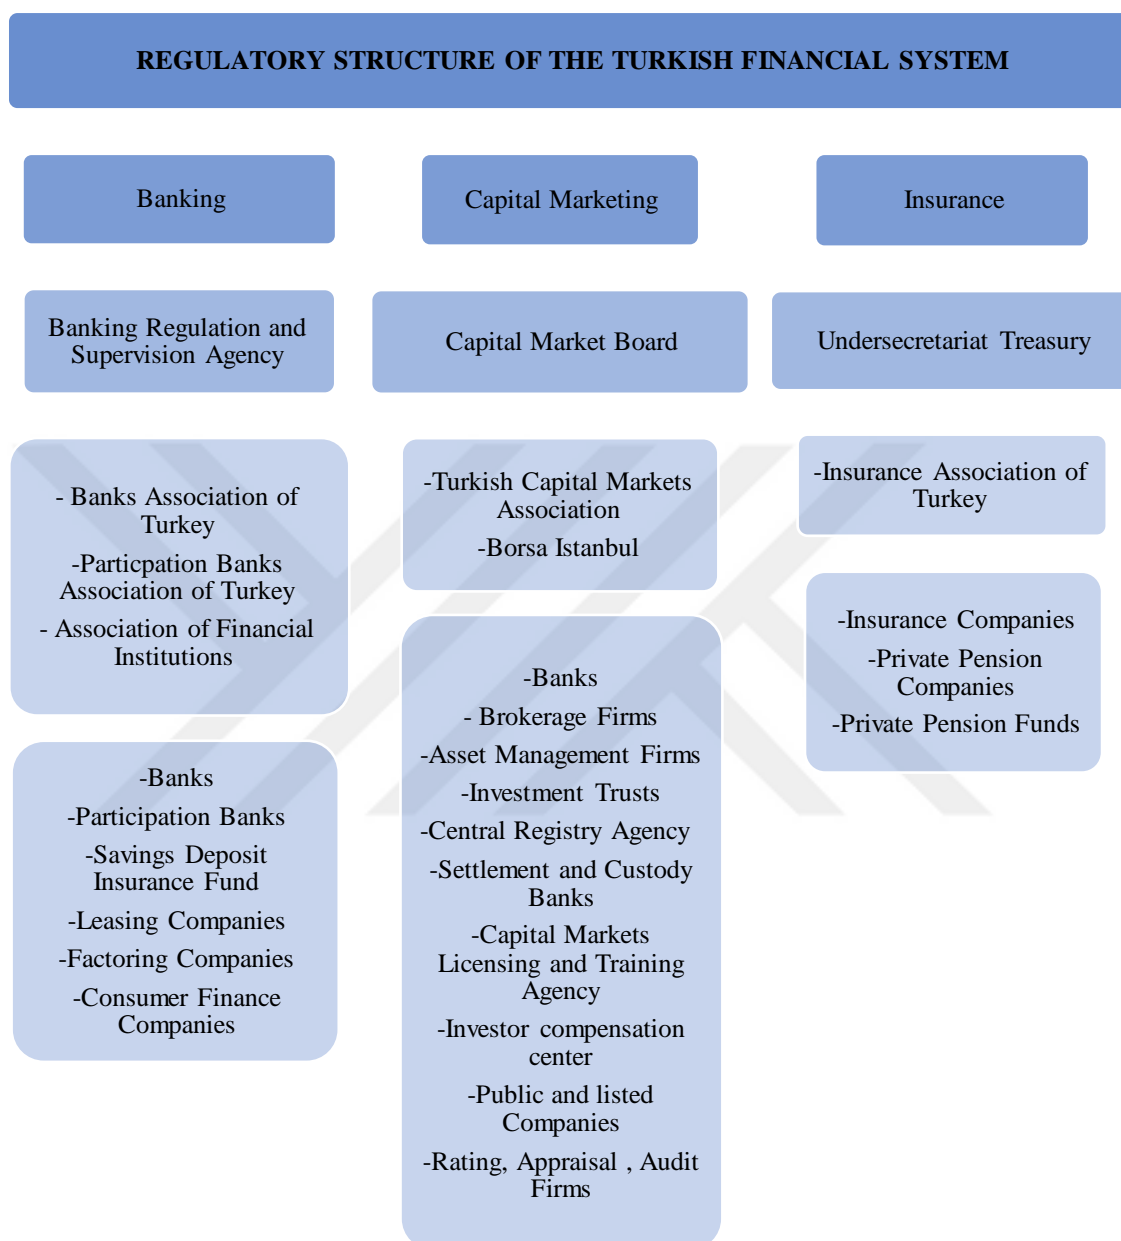 REGULATORY STRUCTURE OF THE TURKISH FINANCIAL SYSTEM
Banking
Banking Regulation and
Supervision Agency
- Banks Association of
Turkey
-Particpation Banks
Association of Turkey
- Association of Financial
Institutions
-Banks
-Participation Banks
-Savings Deposit
Insurance Fund
-Leasing Companies
-Factoring Companies
-Consumer Finance
Companies
Capital Marketing
Capital Market Board
-Turkish Capital Markets
Association
-Borsa Istanbul
-Banks
- Brokerage Firms
-Asset Management Firms
-Investment Trusts
-Central Registry Agency
-Settlement and Custody
Banks
-Capital Markets
Licensing and Training
Agency
-Investor compensation
center
-Public and listed
Companies
-Rating, Appraisal , Audit
Firms
Insurance
Undersecretariat Treasury
-Insurance Association of
Turkey
-Insurance Companies
-Private Pension
Companies
-Private Pension Funds